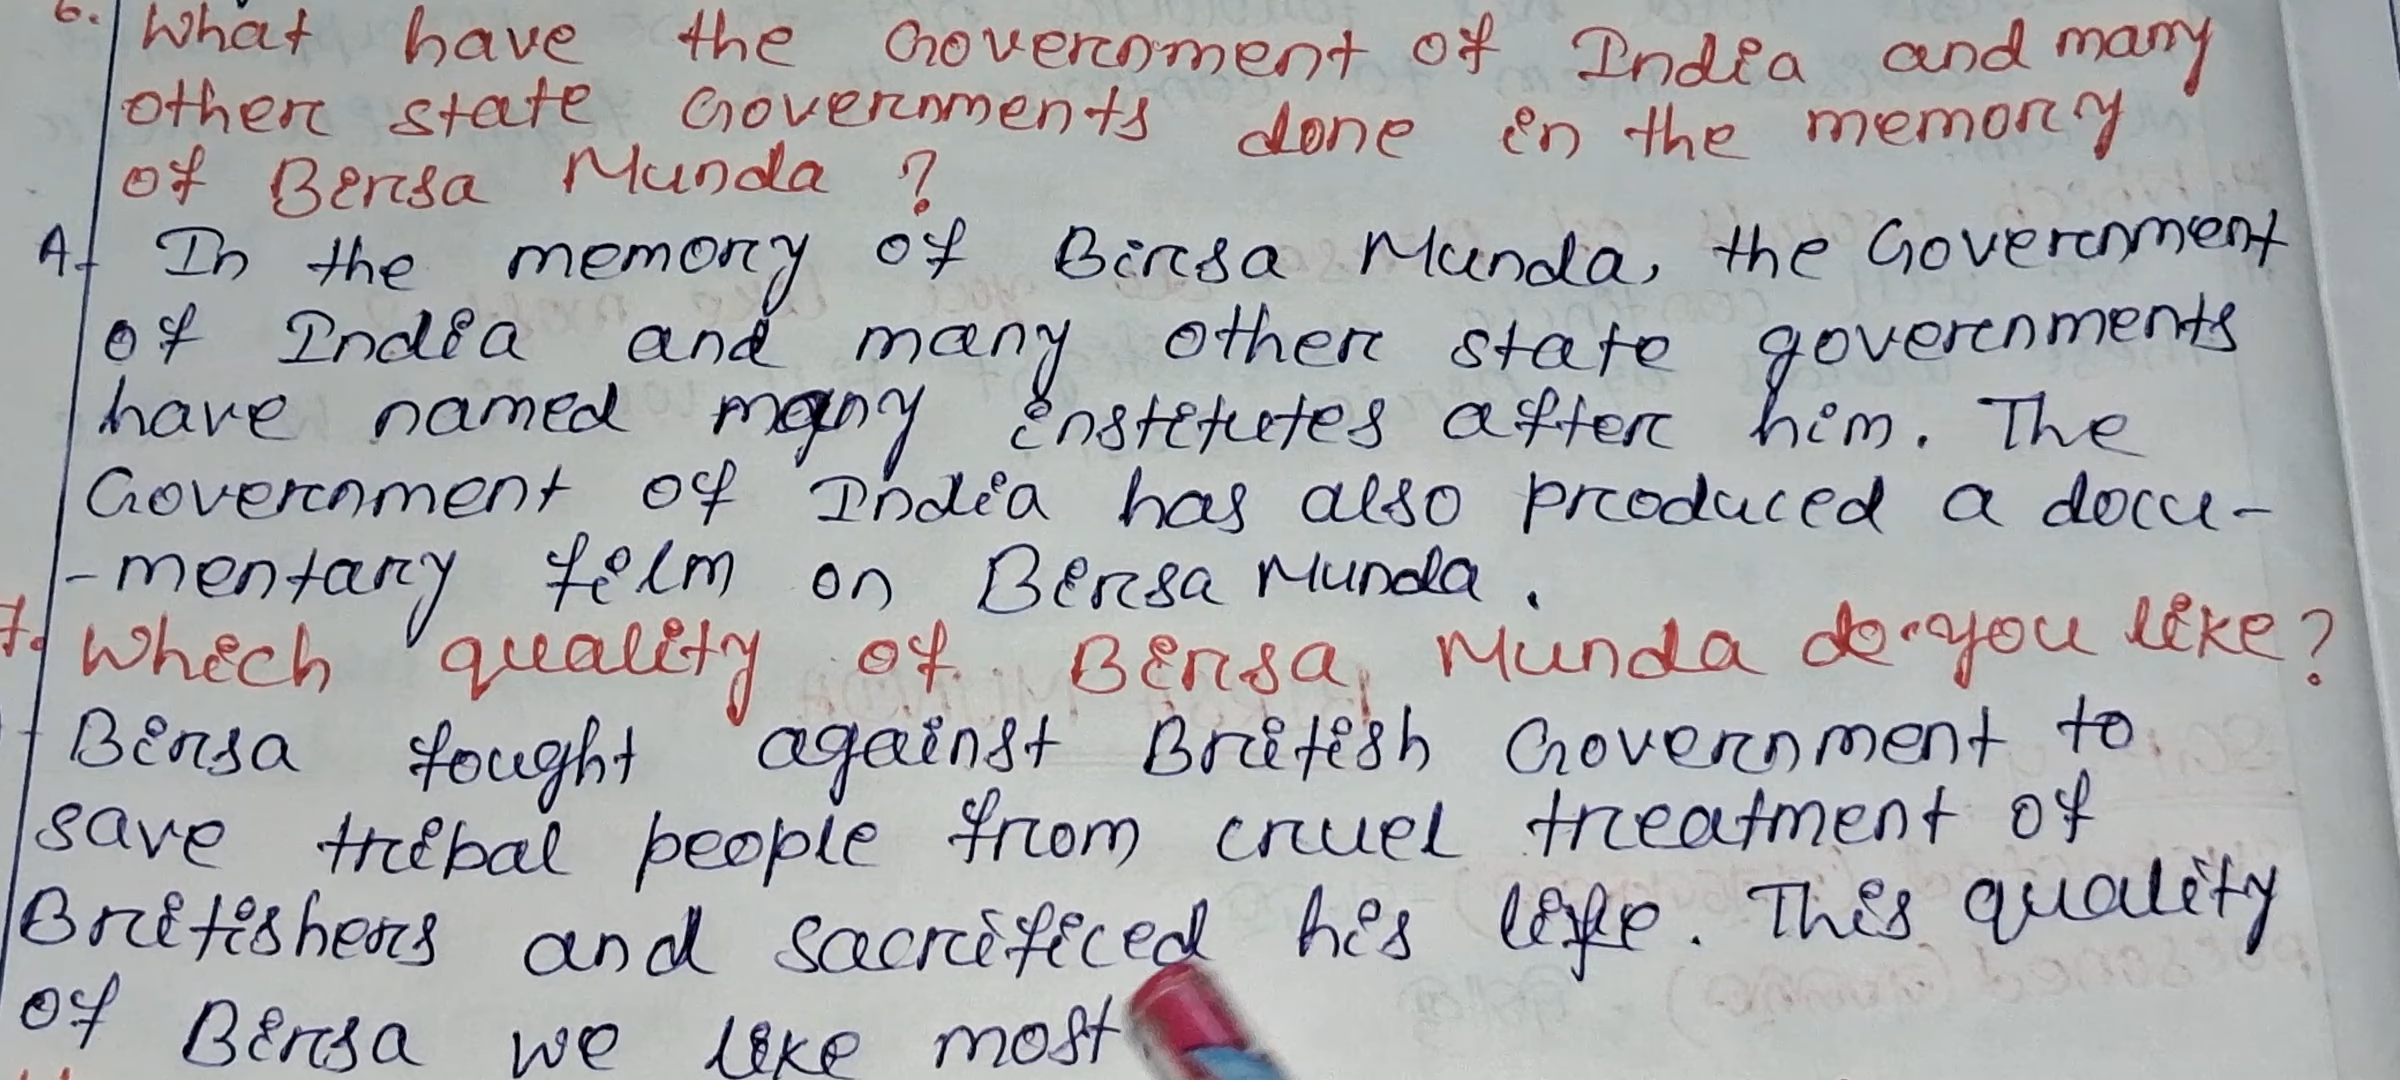 6. What have the Government of India and many
other state Governments done in the memory
of Birsa Munda ?
A. In the memory of Birsa Munda, the Government
of India and many other state governments
have named many institutes after him. The
Government of India has also produced a docu-
-mentary film on Birsa Munda.
7. Which quality of Birsa Munda do you like?
Birsa fought against British Government to
save tribal people from cruel treatment of
Britishers and sacrificed his life. This quality
of Birsa we like most